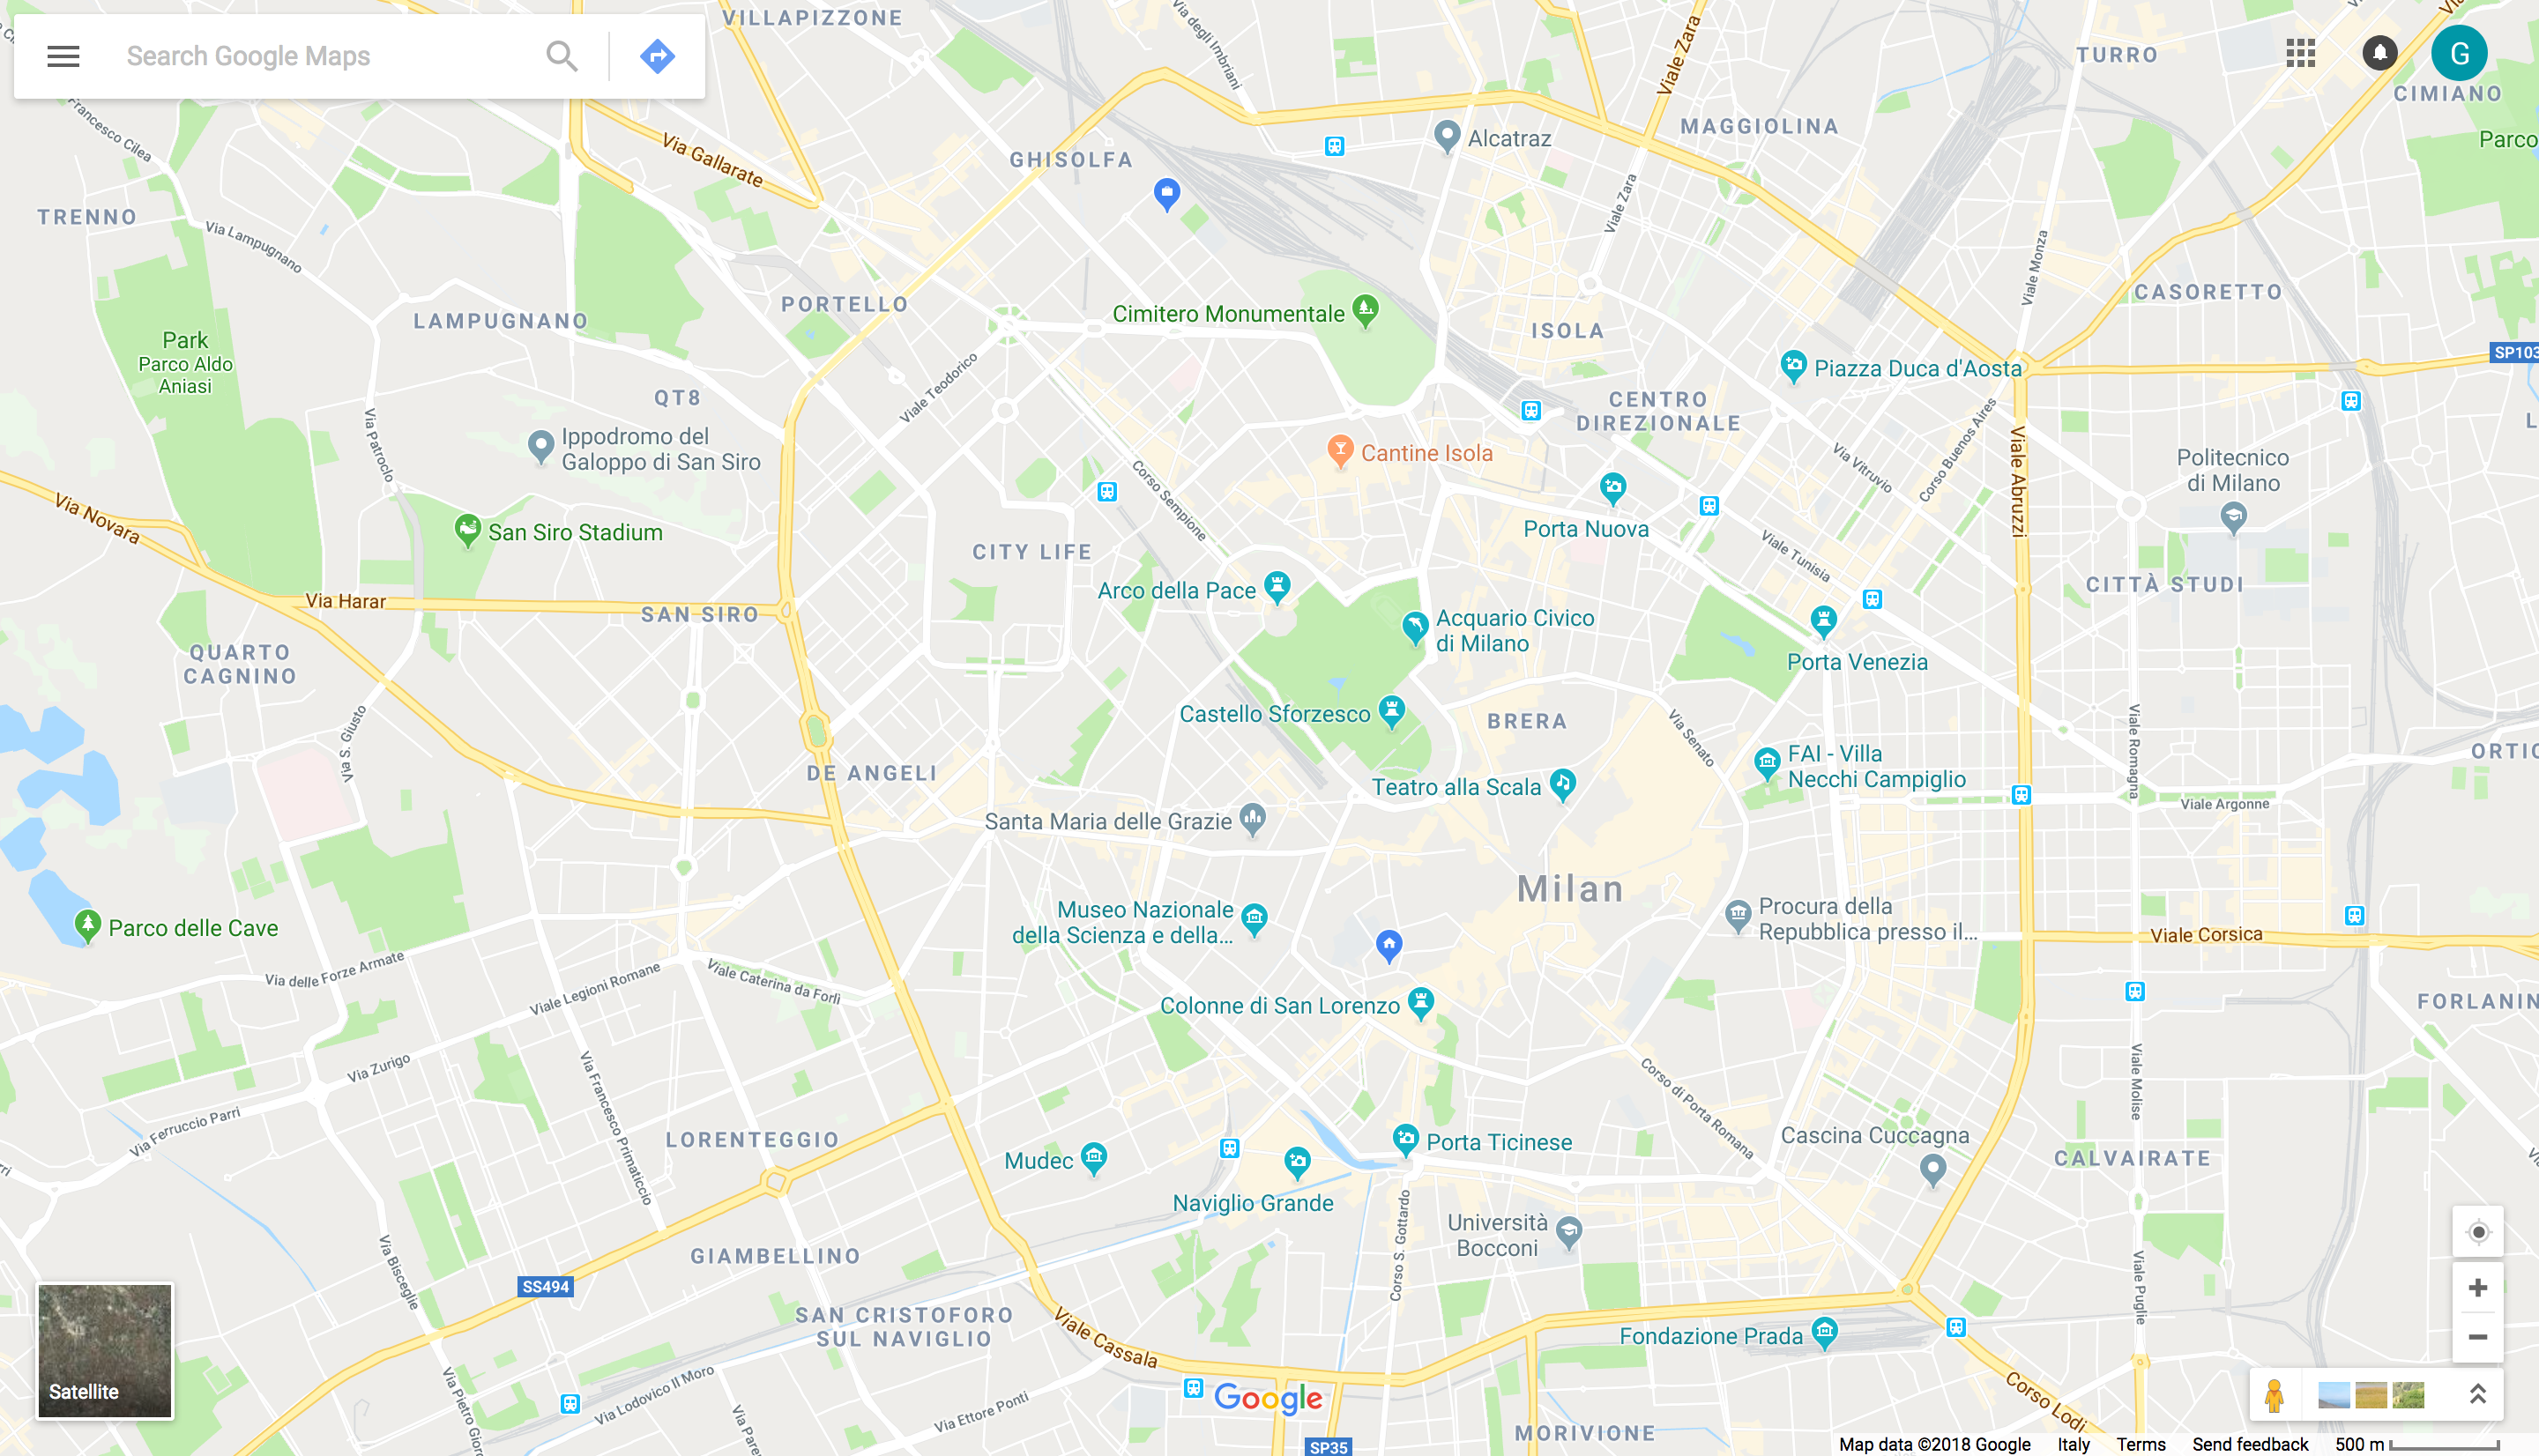 VILLAPIZZONE
Via degli Imbriani
Viale Zara
TURRO
Search Google Maps
G
CIMIANO
Francesco Cilea
Via Gallarate
GHISOLFA
Alcatraz
MAGGIOLINA
Parco
TRENNO
Via Lampugnano
Viale Zara
Viale Monza
LAMPUGNANO
PORTELLO
Cimitero Monumentale
ISOLA
CASORETTO
Park
Parco Aldo
Aniasi
SP103
Piazza Duca d'Aosta
QT8
Viale Teodorico
CENTRO
DIREZIONALE
Via Patroclo
Ippodromo del
Galoppo di San Siro
Cantine Isola
Corso Sempione
Via Vitruvio
Corso Buenos Aires
Viale Abruzzi
Politecnico
di Milano
Via Novara
San Siro Stadium
Porta Nuova
CITY LIFE
Viale Tunisia
CITTÀ STUDI
Arco della Pace
Via Harar
SAN SIRO
Acquario Civico
di Milano
QUARTO
CAGNINO
Porta Venezia
Via S. Giusto
Castello Sforzesco
BRERA
Via Senato
Viale Romagna
FAI - Villa
Necchi Campiglio
DE ANGELI
Teatro alla Scala
Viale Argonne
Santa Maria delle Grazie
Milan
Museo Nazionale
della Scienza e della...
Procura della
Repubblica presso il...
Parco delle Cave
Viale Corsica
Via delle Forze Armate
Viale Legioni Romane
Viale Caterina da Forlì
Colonne di San Lorenzo
Via Zurigo
Via Francesco Primaticcio
Corso di Porta Romana
Viale Molise
Via Ferruccio Parri
LORENTEGGIO
Porta Ticinese
Cascina Cuccagna
CALVAIRATE
Mudec
Naviglio Grande
Corso S. Gottardo
Università
Bocconi
Via Bisceglie
GIAMBELLINO
SS494
Viale Puglie
SAN CRISTOFORO
SUL NAVIGLIO
Viale Cassala
Fondazione Prada
Satellite
Via Lodovico Il Moro
Google
Corso Lodi
Via Ettore Ponti
MORIVIONE
SP35
Map data ©2018 Google Italy Terms Send feedback 500 m